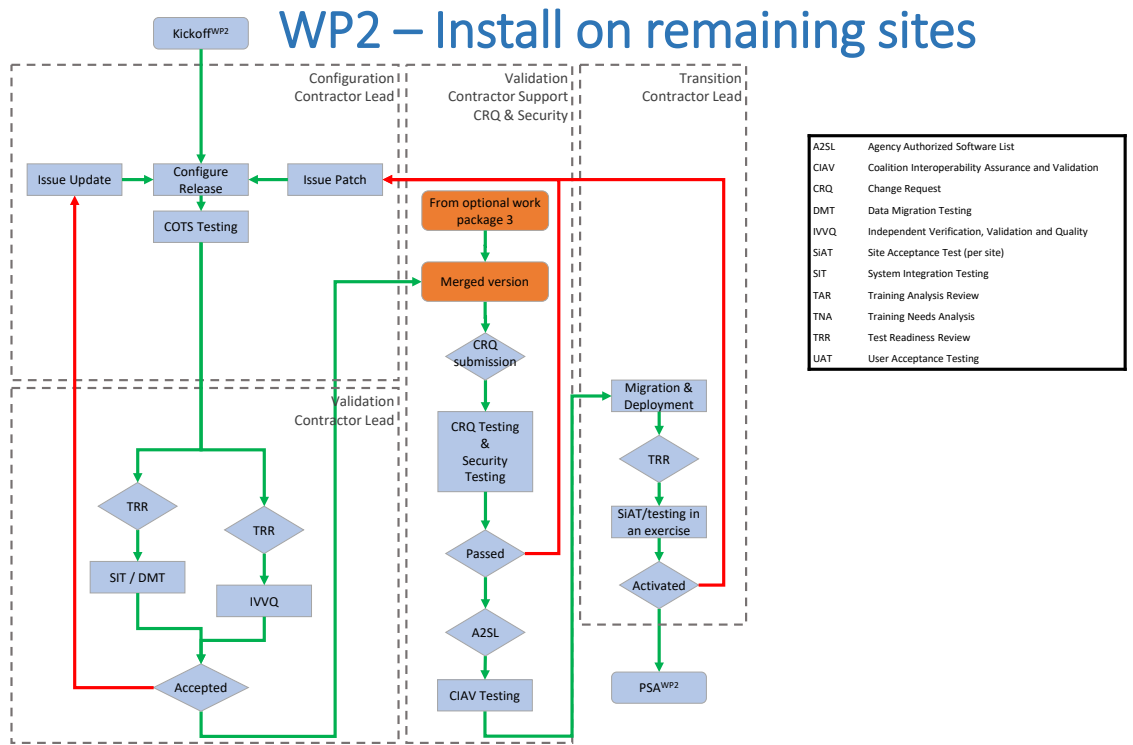 WP2 – Install on remaining sites
KickoffWP2
Configuration
Contractor Lead
Validation
Contractor Support
CRQ & Security
Transition
Contractor Lead
Issue Update
Configure
Release
Issue Patch
COTS Testing
From optional work
package 3
Merged version
CRQ
submission
CRQ Testing
&
Security
Testing
Passed
A2SL
CIAV Testing
Validation
Contractor Lead
TRR
TRR
SIT / DMT
IVVQ
Accepted
Migration &
Deployment
TRR
SiAT/testing in
an exercise
Activated
PSAWP2
A2SL Agency Authorized Software List
CIAV Coalition Interoperability Assurance and Validation
CRQ Change Request
DMT Data Migration Testing
IVVQ Independent Verification, Validation and Quality
SiAT Site Acceptance Test (per site)
SIT System Integration Testing
TAR Training Analysis Review
TNA Training Needs Analysis
TRR Test Readiness Review
UAT User Acceptance Testing